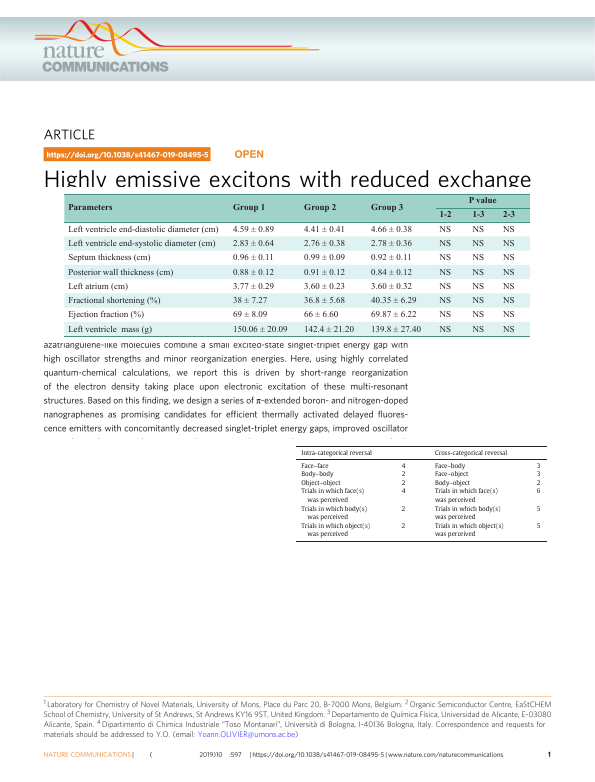 nature
COMMUNICATIONS
ARTICLE
https://doi.org/10.1038/s41467-019-08495-5
OPEN
Highly emissive excitons with reduced exchange
Parameters Group 1 Group 2 Group 3 P value
1-2 1-3 2-3
Left ventricle end-diastolic diameter (cm) 4.59 ± 0.89 4.41 ± 0.41 4.66 ± 0.38 NS NS NS
Left ventricle end-systolic diameter (cm) 2.83 ± 0.64 2.76 ± 0.38 2.78 ± 0.36 NS NS NS
Septum thickness (cm) 0.96 ± 0.11 0.99 ± 0.09 0.92 ± 0.11 NS NS NS
Posterior wall thickness (cm) 0.88 ± 0.12 0.91 ± 0.12 0.84 ± 0.12 NS NS NS
Left atrium (cm) 3.77 ± 0.29 3.60 ± 0.23 3.60 ± 0.32 NS NS NS
Fractional shortening (%) 38 ± 7.27 36.8 ± 5.68 40.35 ± 6.29 NS NS NS
Ejection fraction (%) 69 ± 8.09 66 ± 6.60 69.87 ± 6.22 NS NS NS
Left ventricle mass (g) 150.06 ± 20.09 142.4 ± 21.20 139.8 ± 27.40 NS NS NS
azatriangulene-like molecules combine a small excited-state singlet-triplet energy gap with
high oscillator strengths and minor reorganization energies. Here, using highly correlated
quantum-chemical calculations, we report this is driven by short-range reorganization
of the electron density taking place upon electronic excitation of these multi-resonant
structures. Based on this finding, we design a series of π-extended boron- and nitrogen-doped
nanographenes as promising candidates for efficient thermally activated delayed fluores-
cence emitters with concomitantly decreased singlet-triplet energy gaps, improved oscillator
Intra-categorical reversal Cross-categorical reversal
Face–face 4 Face–body 3
Body–body 2 Face–object 3
Object–object 2 Body–object 2
Trials in which face(s) 4 Trials in which face(s) 6
was perceived was perceived
Trials in which body(s) 2 Trials in which body(s) 5
was perceived was perceived
Trials in which object(s) 2 Trials in which object(s) 5
was perceived was perceived
1 Laboratory for Chemistry of Novel Materials, University of Mons, Place du Parc 20, B-7000 Mons, Belgium. 2 Organic Semiconductor Centre, EaStCHEM
School of Chemistry, University of St Andrews, St Andrews KY16 9ST, United Kingdom. 3 Departamento de Química Física, Universidad de Alicante, E-03080
Alicante, Spain. 4 Dipartimento di Chimica Industriale “Toso Montanari”, Università di Bologna, I-40136 Bologna, Italy. Correspondence and requests for
materials should be addressed to Y.O. (email: Yoann.OLIVIER@umons.ac.be)
NATURE COMMUNICATIONS | ( 2019)10 :597 | https://doi.org/10.1038/s41467-019-08495-5 | www.nature.com/naturecommunications 1